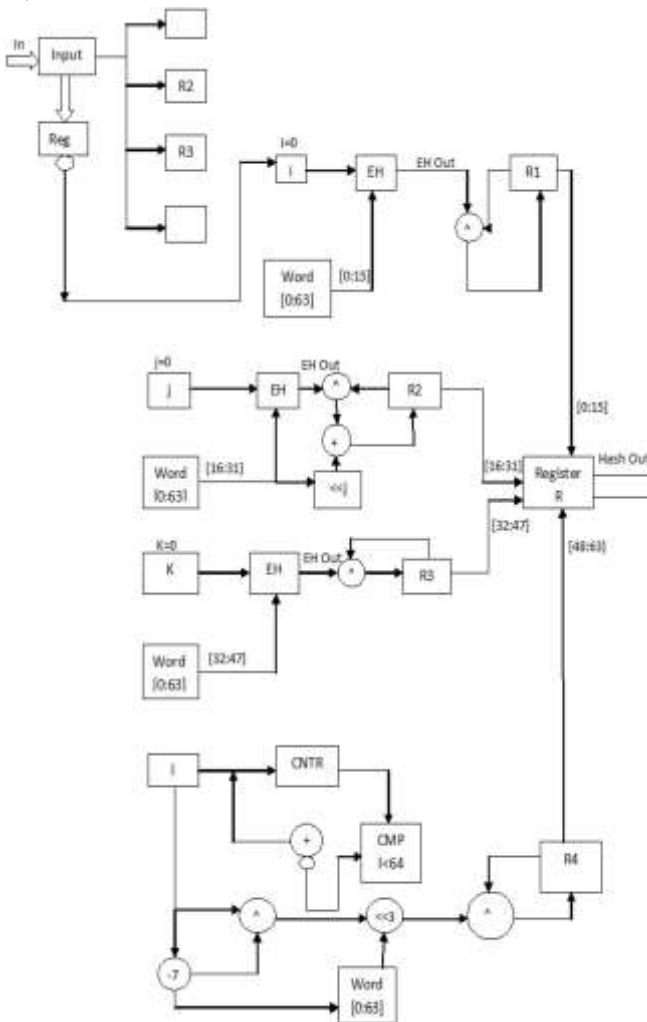 In
Input
R2
Reg
R3
i=0
I
EH
EH Out
R1
^
Word
[0:63]
[0:15]
j=0
j
EH
EH Out
^
R2
+
[0:15]
Word
[0:63]
[16:31]
<<j
[16:31]
Register
R
Hash Out
K=0
K
EH
EH Out
^
R3
[32:47]
[48:63]
Word
[0:63]
[32:47]
I
CNTR
+
CMP
I<64
R4
^
<<3
^
-7
Word
[0:63]